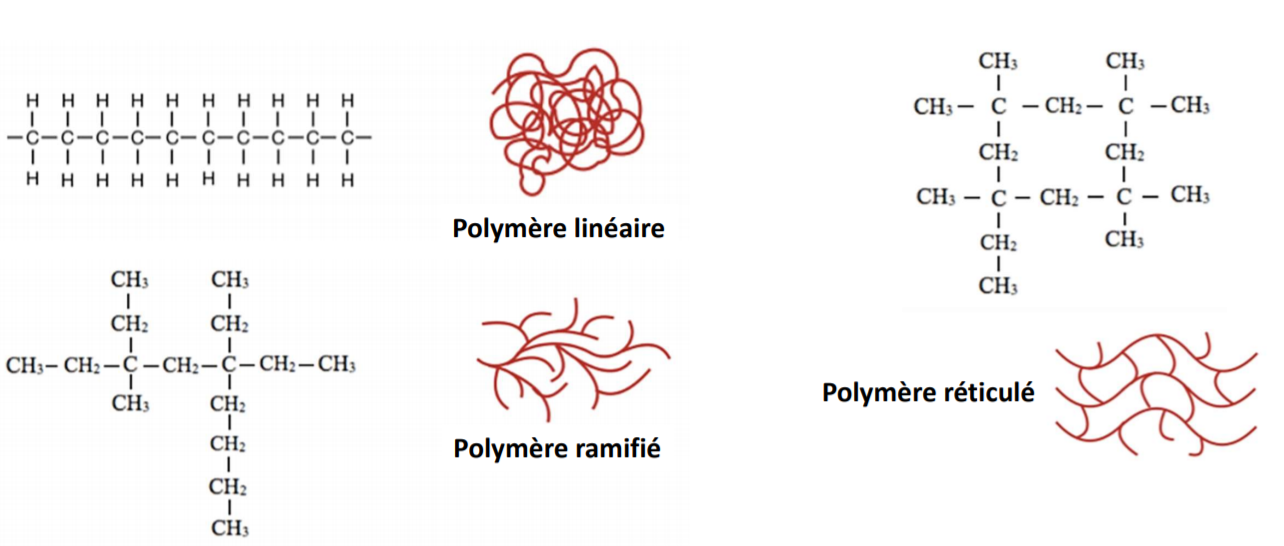 H H H H H H H H H H
–C–C–C–C–C–C–C–C–C–C–
H H H H H H H H H H
Polymère linéaire
CH₃ CH₃
CH₂ CH₂
CH₃– CH₂–C–CH₂–C–CH₂–CH₃
CH₃ CH₂
CH₂
CH₂
CH₃
Polymère ramifié
CH₃ CH₃
CH₃– C –CH₂– C –CH₃
CH₂ CH₂
CH₃ – C – CH₂ – C – CH₃
CH₂ CH₃
CH₃
Polymère réticulé